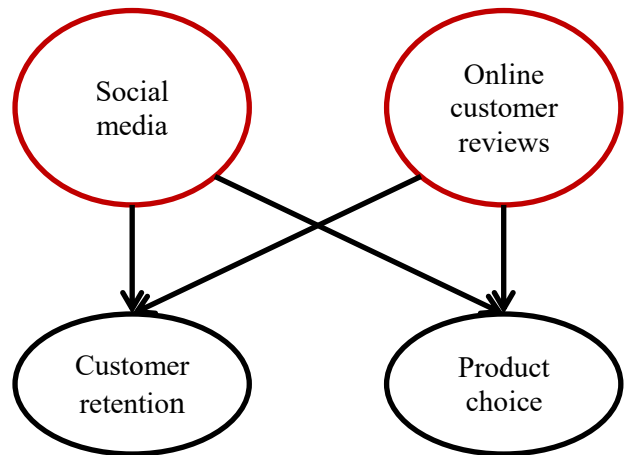 Social
media
Online
customer
reviews
Customer
retention
Product
choice